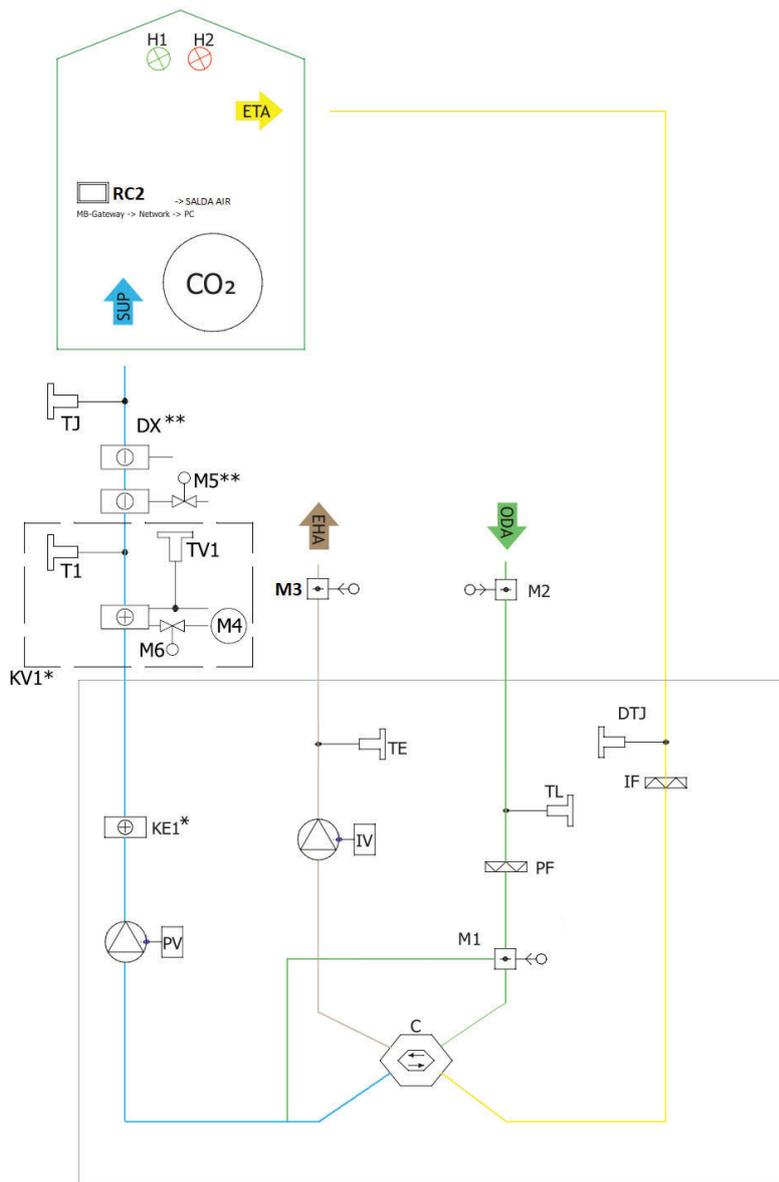 H1 H2
ETA
RC2
-> SALDA AIR
MB-Gateway -> Network -> PC
CO₂
SUP
TJ
DX **
M5**
T1
TV1
EHA
ODA
M3
M2
M4
M6
KV1*
DTJ
TE
IF
TL
KE1*
IV
PF
PV
M1
C